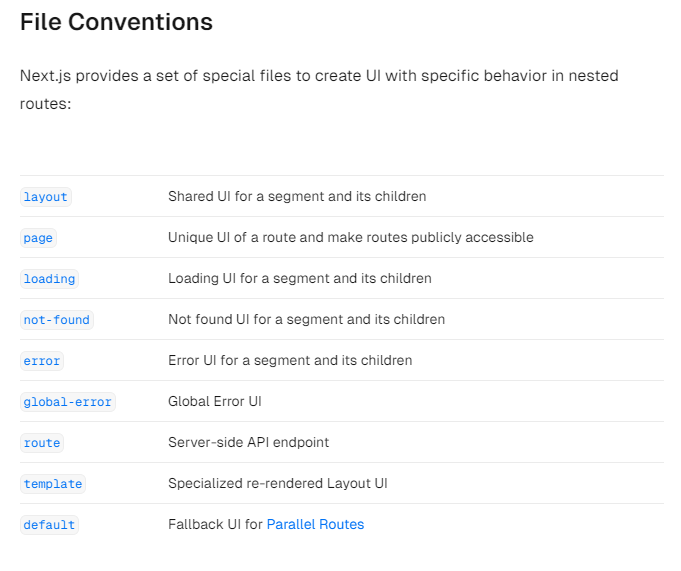 File Conventions
Next.js provides a set of special files to create UI with specific behavior in nested
routes:
layout Shared UI for a segment and its children
page Unique UI of a route and make routes publicly accessible
loading Loading UI for a segment and its children
not-found Not found UI for a segment and its children
error Error UI for a segment and its children
global-error Global Error UI
route Server-side API endpoint
template Specialized re-rendered Layout UI
default Fallback UI for Parallel Routes